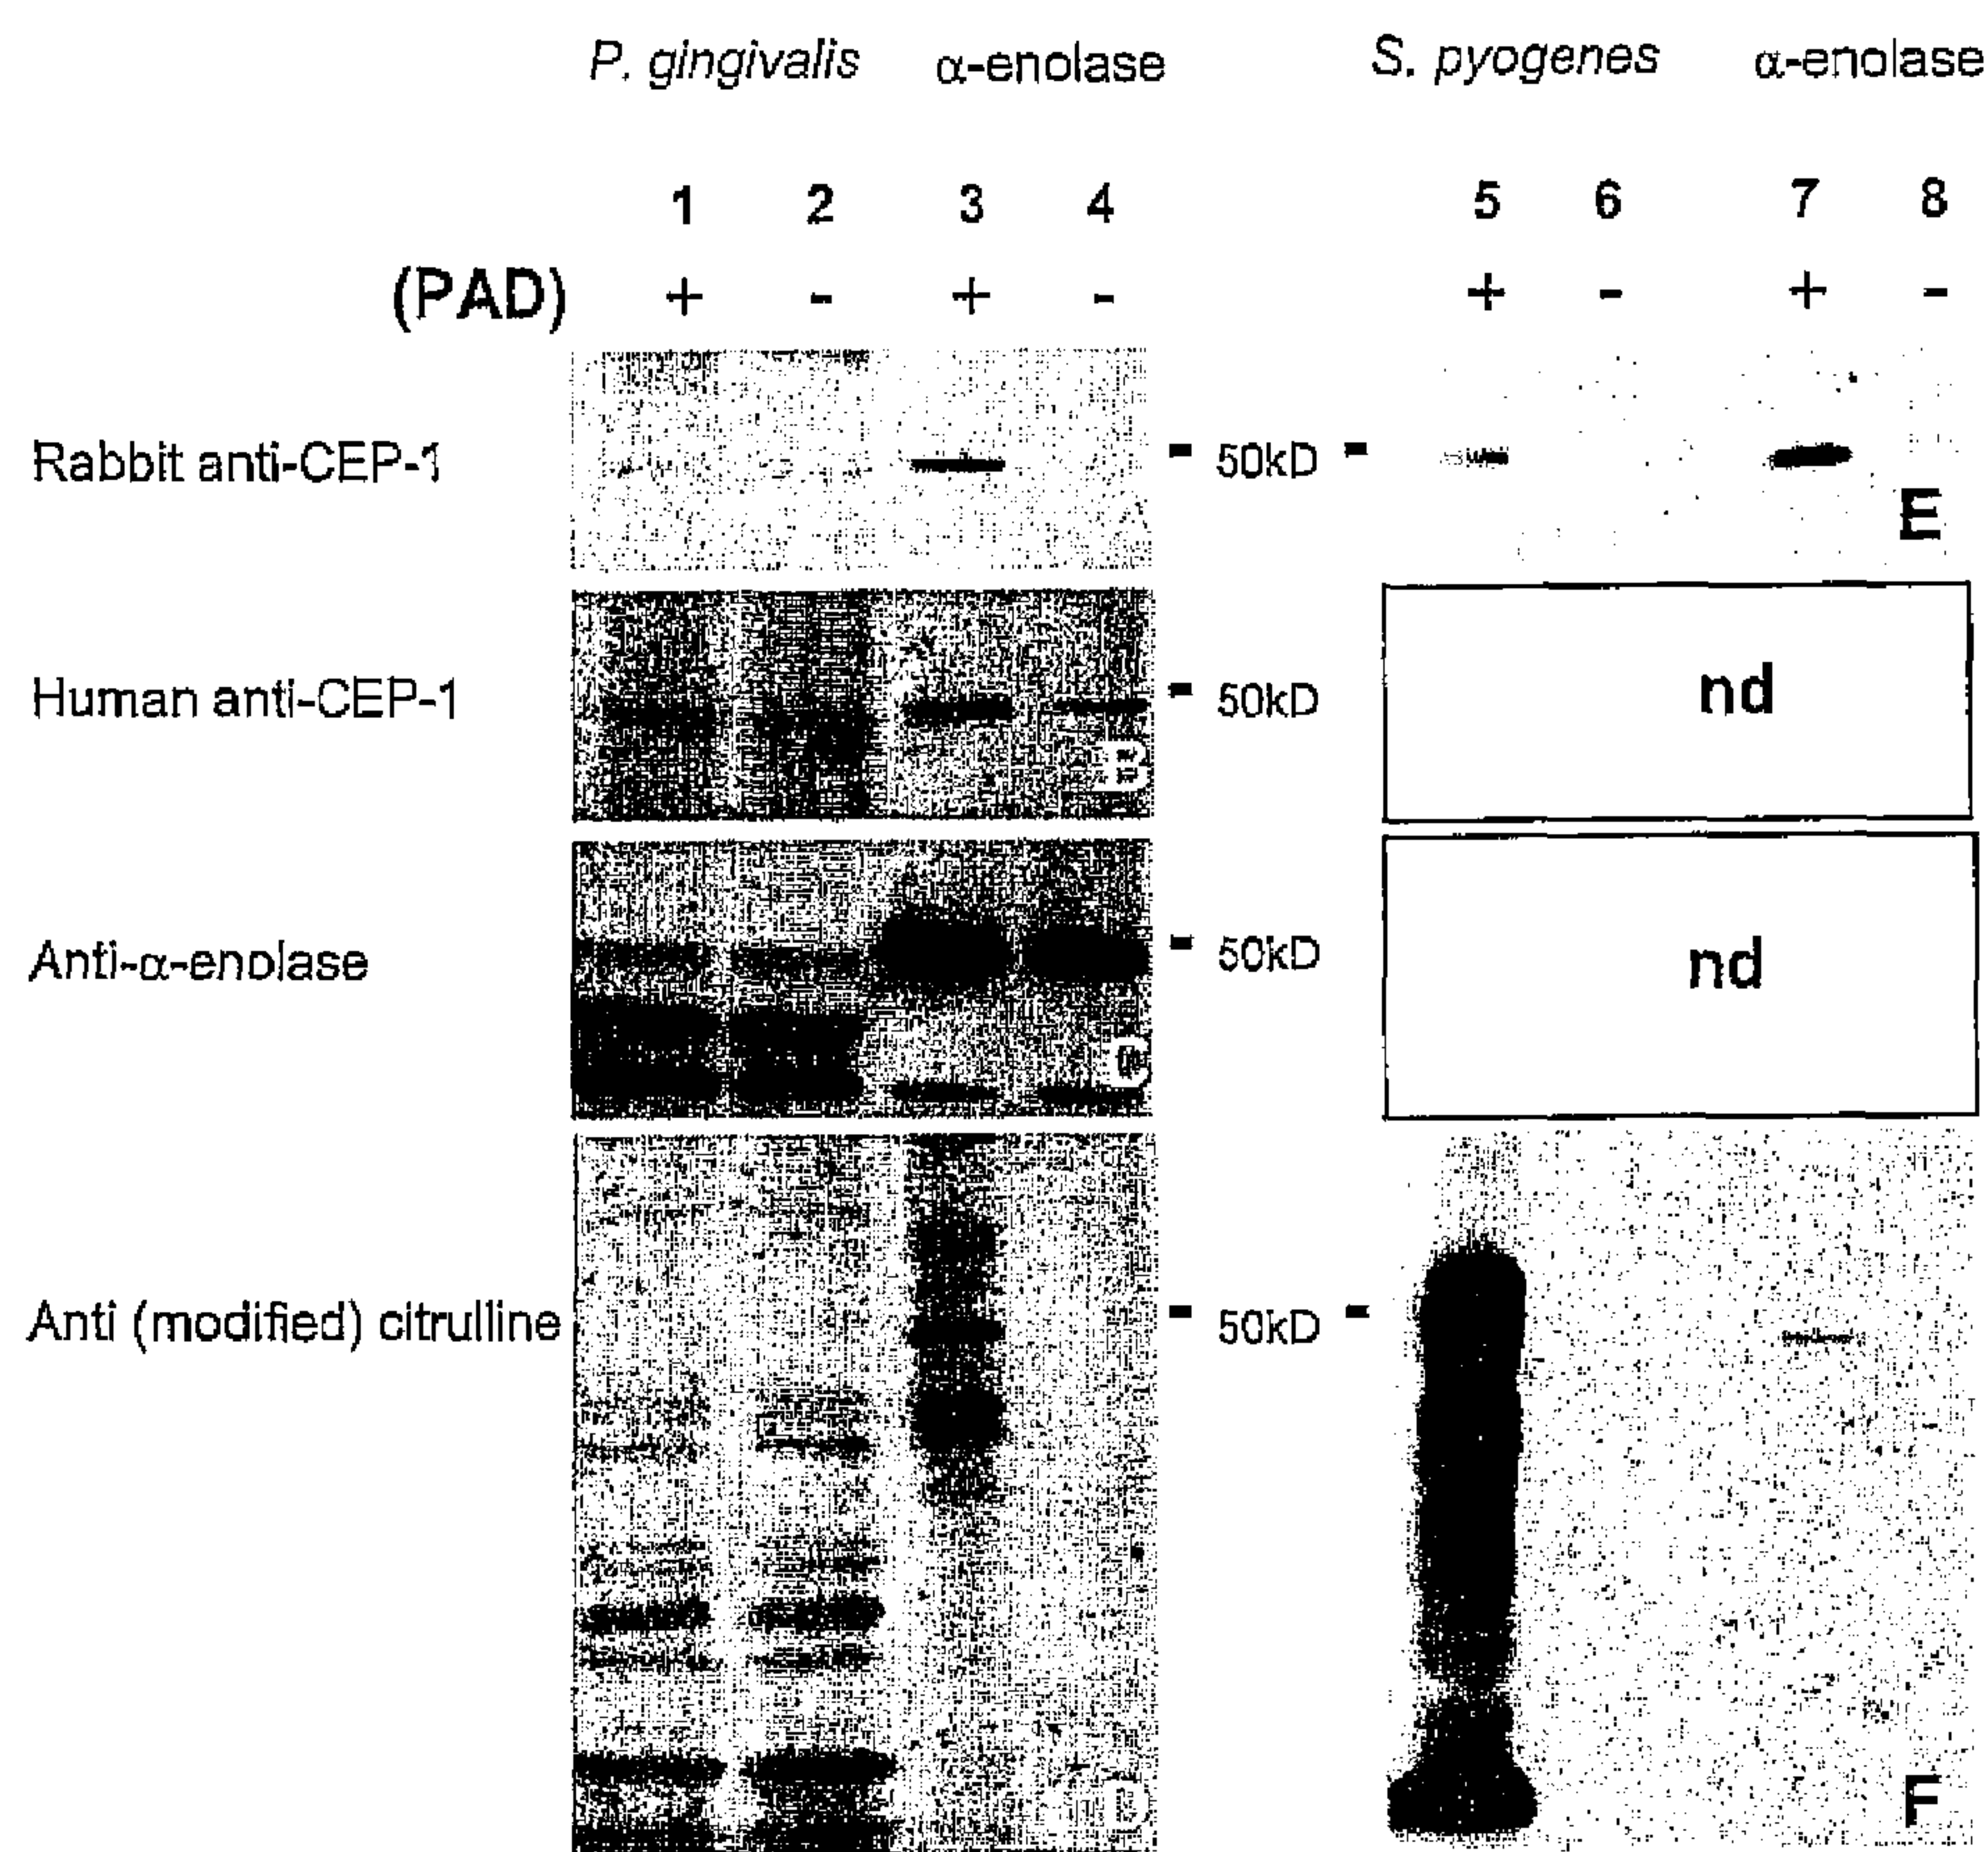 P. gingivalis α-enolase S. pyogenes α-enolase
1 2 3 4 5 6 7 8
(PAD) + - + - + - + -
Rabbit anti-CEP-1 - 50kD -
A E
Human anti-CEP-1 - 50kD nd
B
Anti-α-enolase - 50kD nd
C
Anti (modified) citrulline - 50kD -
D F